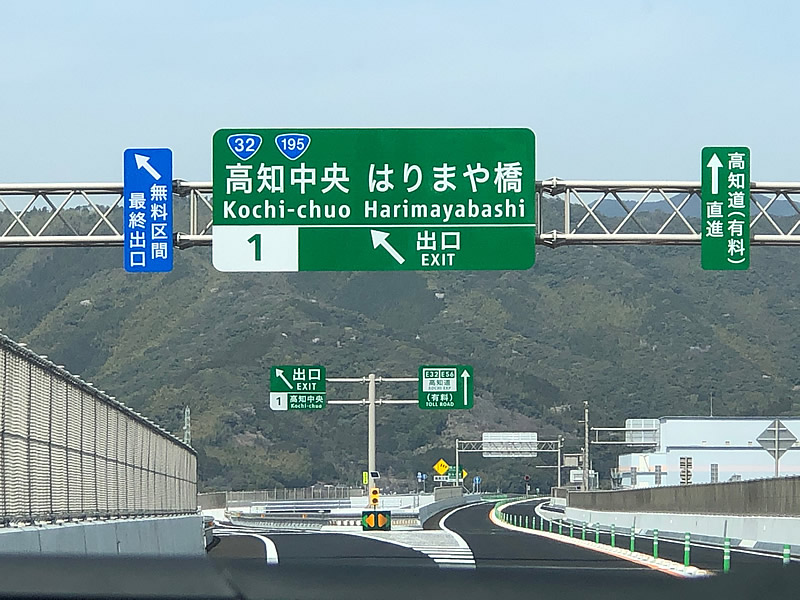 無料区間
最終出口
32 195
高知中央 はりまや橋
Kochi-chuo Harimayabashi
1 出口
EXIT
高知道(有料)
直進
出口
EXIT
1 高知中央
Kochi-chuo
E32 E56
高知道
KOCHI EXP
(有料)
TOLL ROAD